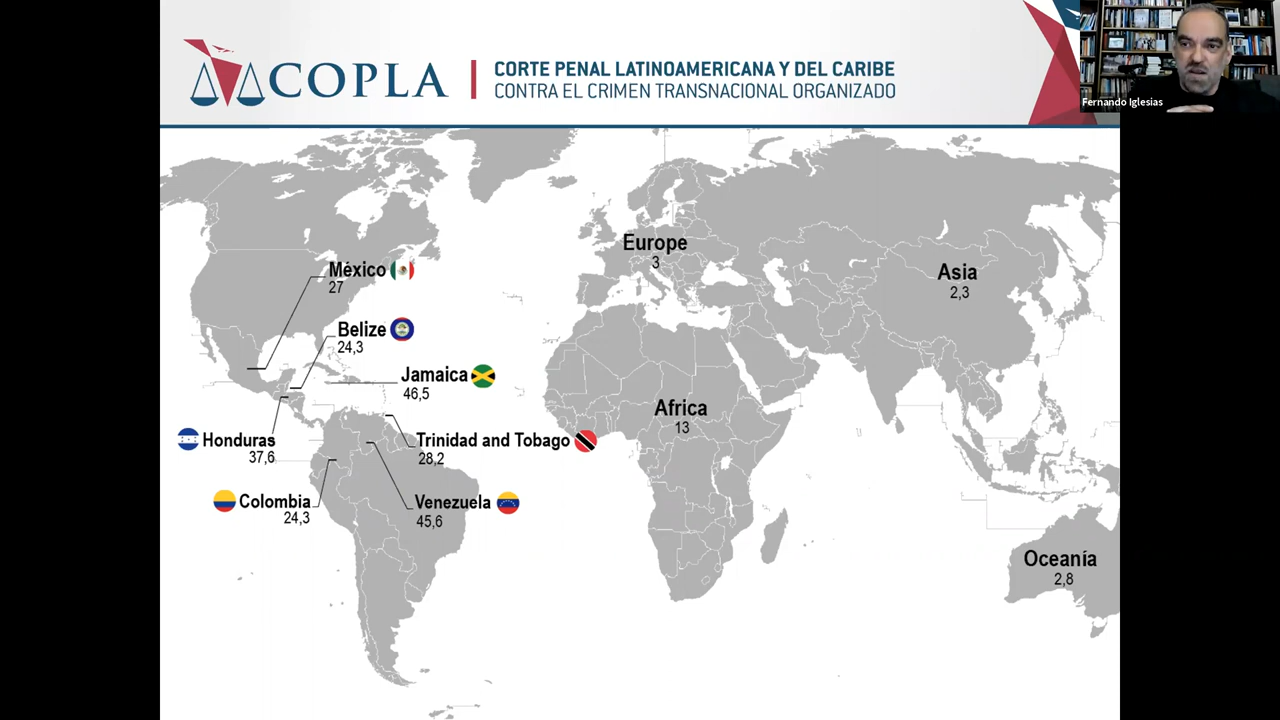 COPLA
CORTE PENAL LATINOAMERICANA Y DEL CARIBE
CONTRA EL CRIMEN TRANSNACIONAL ORGANIZADO
Fernando Iglesias
Europe
3
México
27
Asia
2,3
Belize
24,3
Jamaica
46,5
Africa
13
Honduras
37,6
Trinidad and Tobago
28,2
Colombia
24,3
Venezuela
45,6
Oceanía
2,8